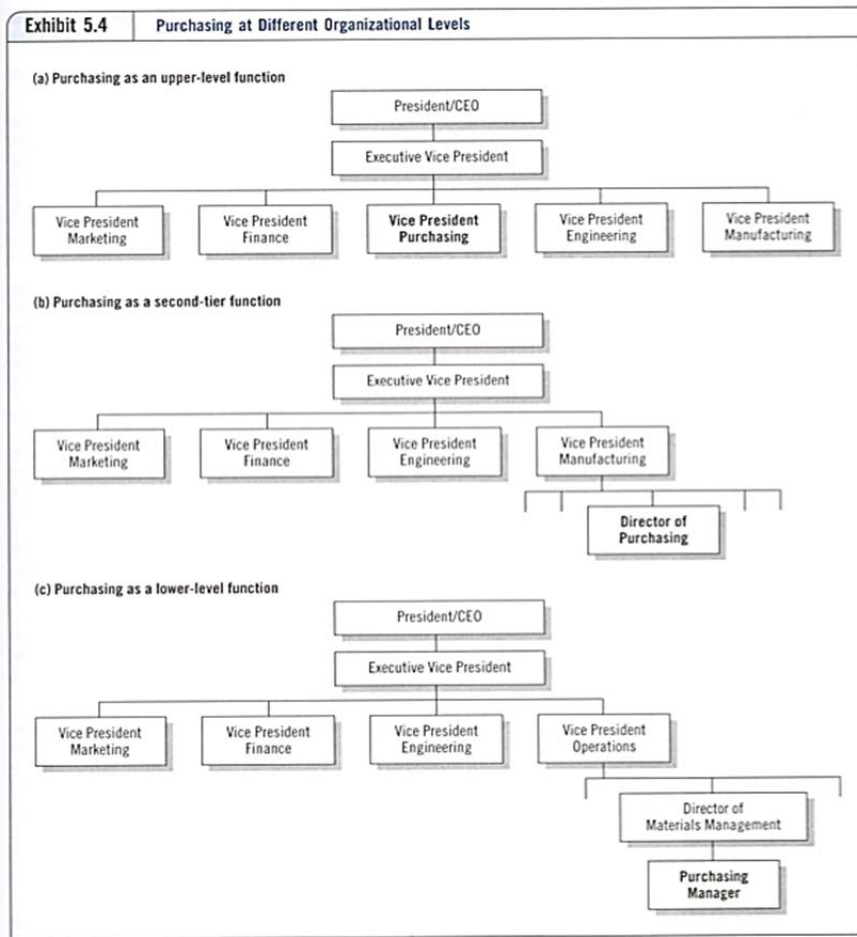 Exhibit 5.4
Purchasing at Different Organizational Levels
(a) Purchasing as an upper-level function
President/CEO
Executive Vice President
Vice President
Marketing
Vice President
Finance
Vice President
Purchasing
Vice President
Engineering
Vice President
Manufacturing
(b) Purchasing as a second-tier function
President/CEO
Executive Vice President
Vice President
Marketing
Vice President
Finance
Vice President
Engineering
Vice President
Manufacturing
Director of
Purchasing
(c) Purchasing as a lower-level function
President/CEO
Executive Vice President
Vice President
Marketing
Vice President
Finance
Vice President
Engineering
Vice President
Operations
Director of
Materials Management
Purchasing
Manager